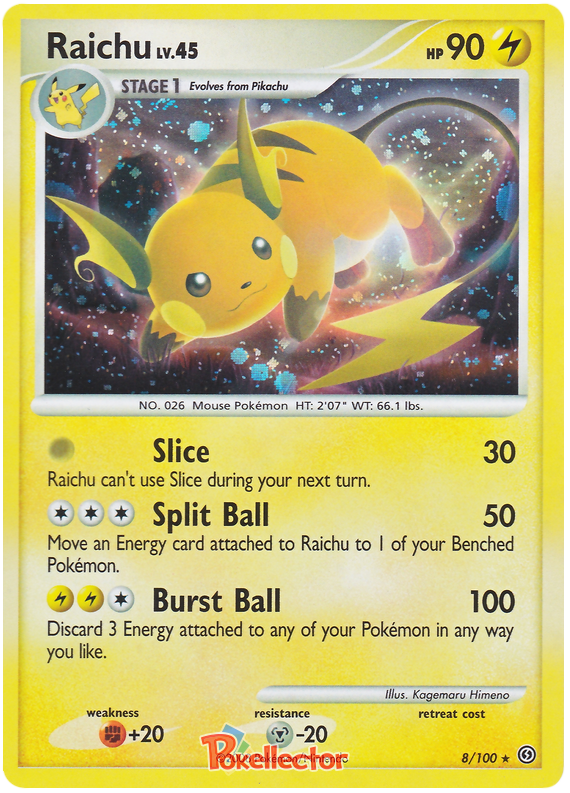 Raichu LV.45 HP 90
STAGE 1 Evolves from Pikachu
NO. 026 Mouse Pokémon HT: 2'07" WT: 66.1 lbs.
Slice 30
Raichu can't use Slice during your next turn.
Split Ball 50
Move an Energy card attached to Raichu to 1 of your Benched
Pokémon.
Burst Ball 100
Discard 3 Energy attached to any of your Pokémon in any way
you like.
Illus. Kagemaru Himeno
weakness resistance retreat cost
+20 -20
Pokellector
Pokémon/Nintendo
8/100